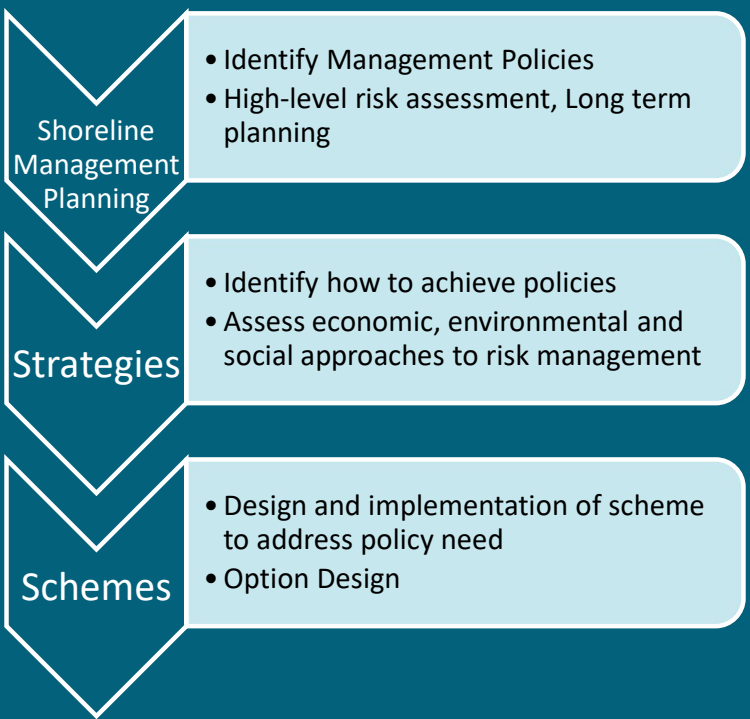 Shoreline
Management
Planning
• Identify Management Policies
• High-level risk assessment, Long term
planning
Strategies
• Identify how to achieve policies
• Assess economic, environmental and
social approaches to risk management
Schemes
• Design and implementation of scheme
to address policy need
• Option Design